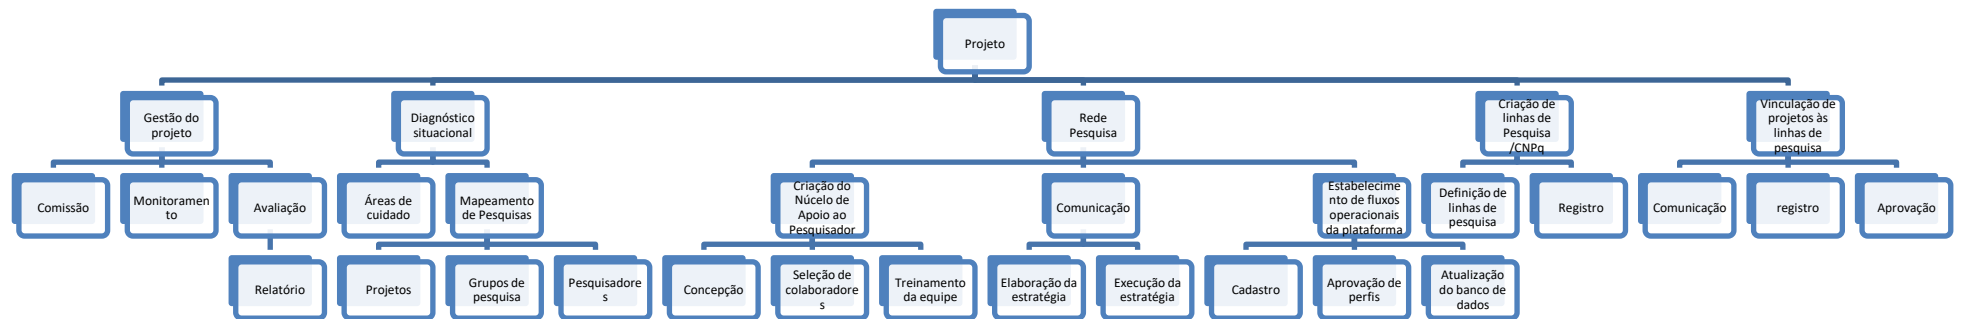 Projeto
Gestão do
projeto
Diagnóstico
situacional
Rede
Pesquisa
Criação de
linhas de
Pesquisa
/CNPq
Vinculação de
projetos às
linhas de
pesquisa
Comissão
Monitoramen
to
Avaliação
Áreas de
cuidado
Mapeamento
de Pesquisas
Criação do
Núcelo de
Apoio ao
Pesquisador
Comunicação
Estabelecime
nto de fluxos
operacionais
da plataforma
Definição de
linhas de
pesquisa
Registro
Comunicação
registro
Aprovação
Relatório
Projetos
Grupos de
pesquisa
Pesquisadore
s
Concepção
Seleção de
colaboradore
s
Treinamento
da equipe
Elaboração da
estratégia
Execução da
estratégia
Cadastro
Aprovação de
perfis
Atualização
do banco de
dados